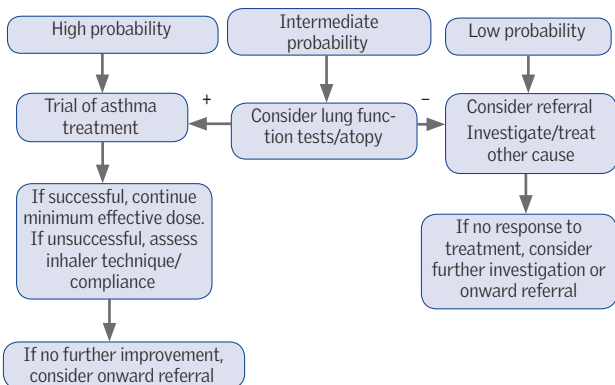 High probability
Intermediate
probability
Low probability
Trial of asthma
treatment
+
Consider lung func-
tion tests/atopy
−
Consider referral
Investigate/treat
other cause
If successful, continue
minimum effective dose.
If unsuccessful, assess
inhaler technique/
compliance
If no response to
treatment, consider
further investigation or
onward referral
If no further improvement,
consider onward referral